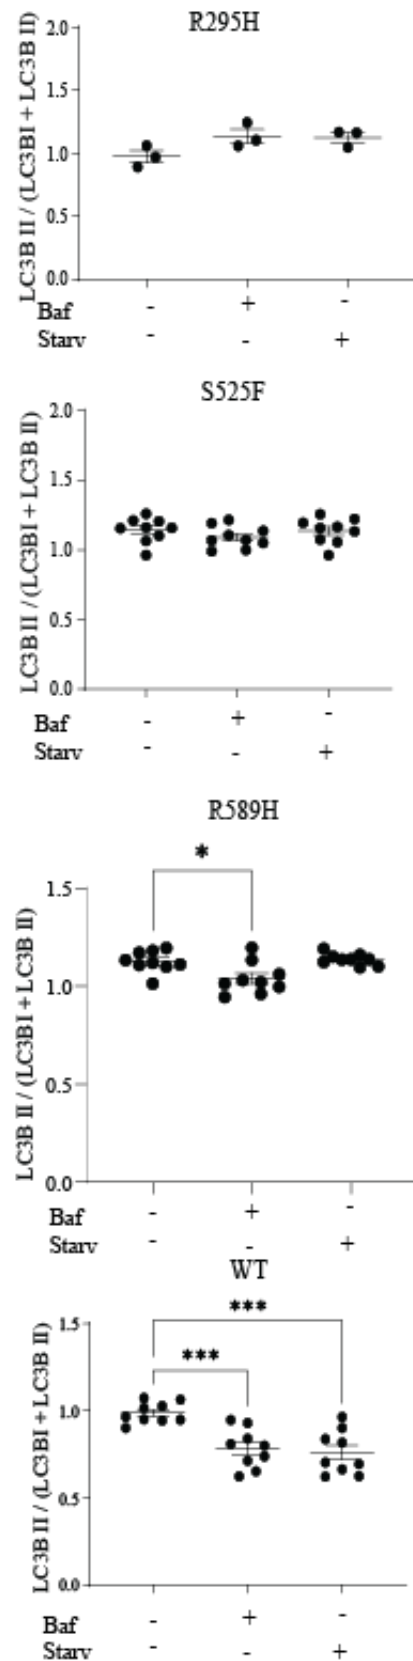 R295H
LC3B II / (LC3BI + LC3B II)
2.0
1.5
1.0
0.5
0.0
Baf - + -
Starv - - +
S525F
LC3B II / (LC3BI + LC3B II)
2.0
1.5
1.0
0.5
0.0
Baf - + -
Starv - - +
R589H
*
LC3B II / (LC3BI + LC3B II)
1.5
1.0
0.5
0.0
Baf - + -
Starv - - +
WT
***
***
LC3B II / (LC3BI + LC3B II)
1.5
1.0
0.5
0.0
Baf - + -
Starv - - +